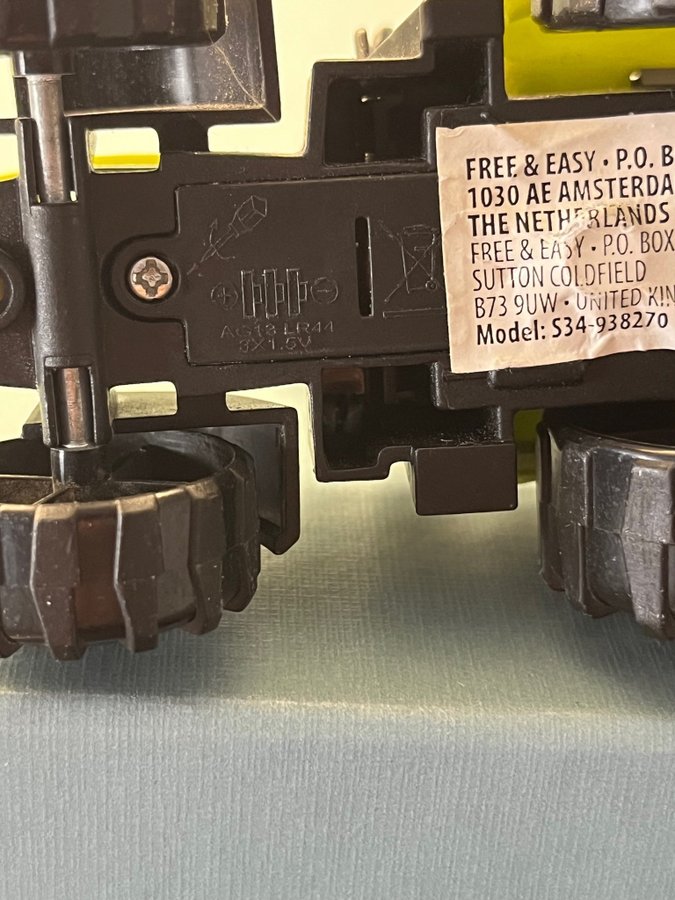 AG13 LR44
3X1.5V
FREE & EASY • P.O. B
1030 AE AMSTERDA
THE NETHERLANDS
FREE & EASY • P.O. BOX
SUTTON COLDFIELD
B73 9UW • UNITED KIN
Model: S34-938270